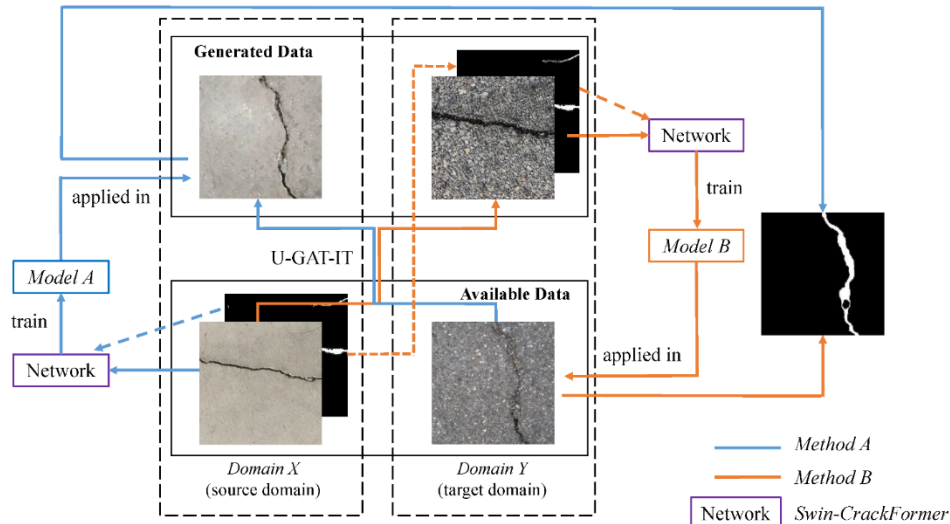 Generated Data
Network
applied in
train
U-GAT-IT
Model A
Model B
Available Data
train
applied in
Network
Domain X
(source domain)
Domain Y
(target domain)
Method A
Method B
Network Swin-CrackFormer